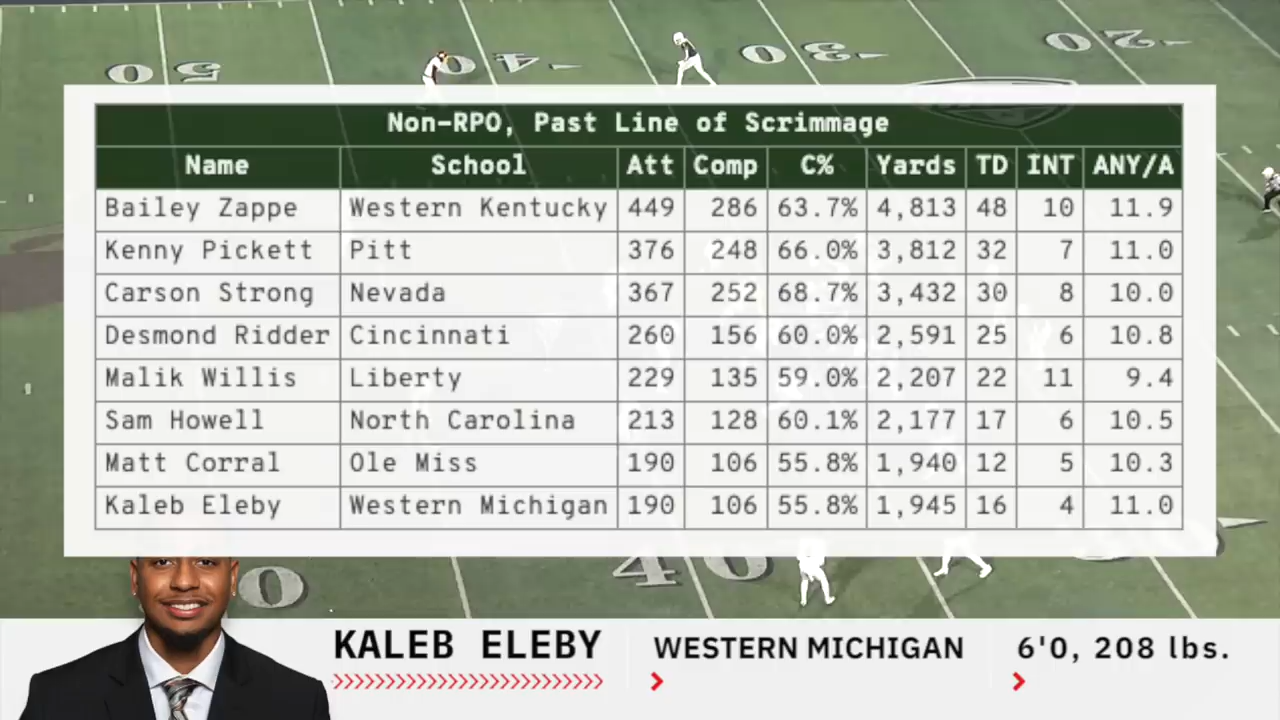 50 40 30 20
Non-RPO, Past Line of Scrimmage
Name School Att Comp C% Yards TD INT ANY/A
Bailey Zappe Western Kentucky 449 286 63.7% 4,813 48 10 11.9
Kenny Pickett Pitt 376 248 66.0% 3,812 32 7 11.0
Carson Strong Nevada 367 252 68.7% 3,432 30 8 10.0
Desmond Ridder Cincinnati 260 156 60.0% 2,591 25 6 10.8
Malik Willis Liberty 229 135 59.0% 2,207 22 11 9.4
Sam Howell North Carolina 213 128 60.1% 2,177 17 6 10.5
Matt Corral Ole Miss 190 106 55.8% 1,940 12 5 10.3
Kaleb Eleby Western Michigan 190 106 55.8% 1,945 16 4 11.0
40
KALEB ELEBY WESTERN MICHIGAN 6'0, 208 lbs.